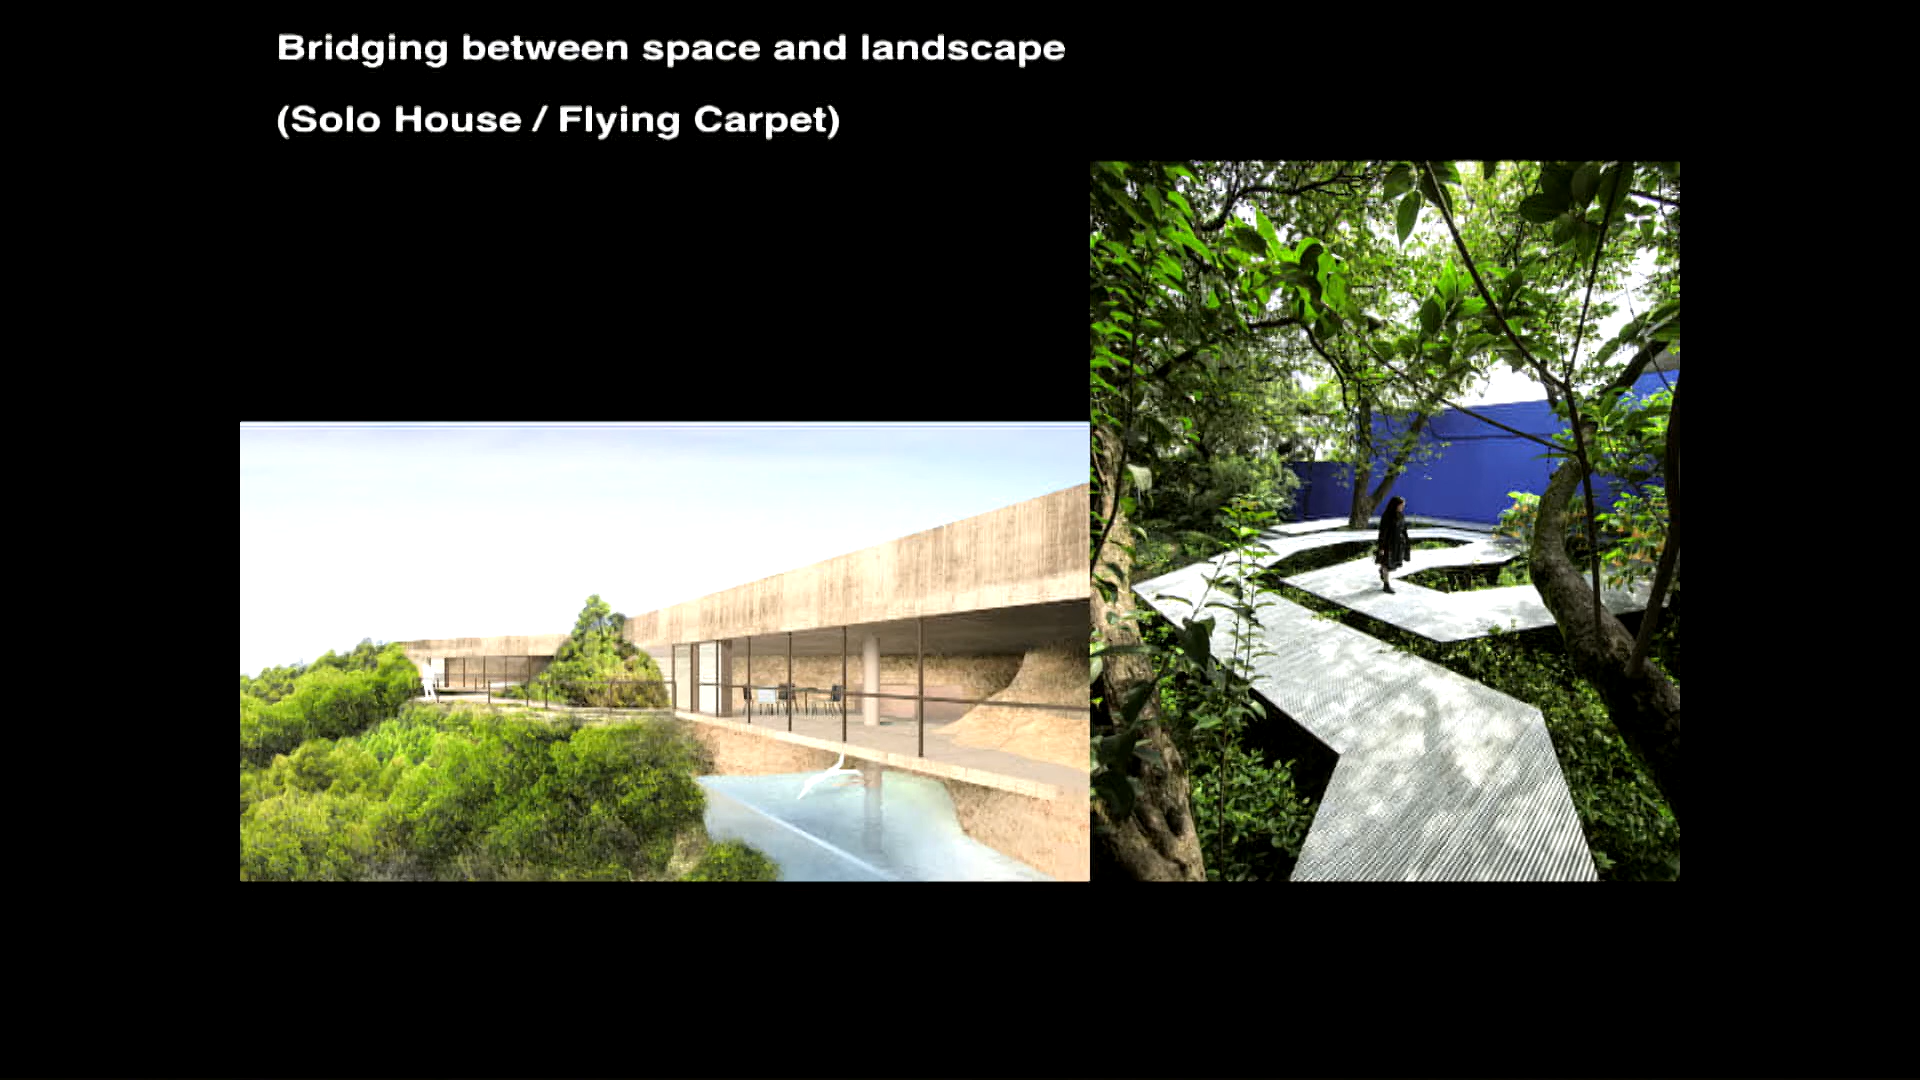 Bridging between space and landscape
(Solo House / Flying Carpet)